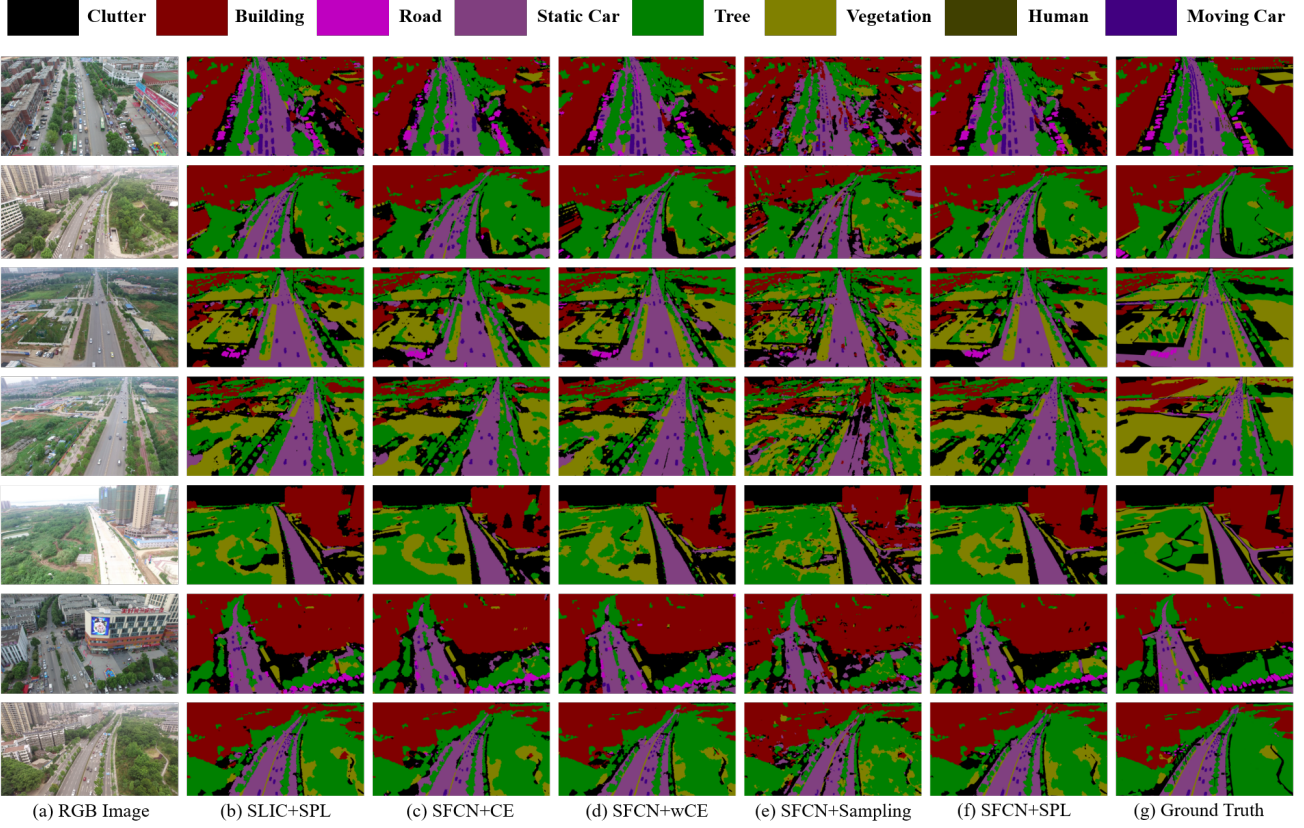 Clutter Building Road Static Car Tree Vegetation Human Moving Car
(a) RGB Image (b) SLIC+SPL (c) SFCN+CE (d) SFCN+wCE (e) SFCN+Sampling (f) SFCN+SPL (g) Ground Truth